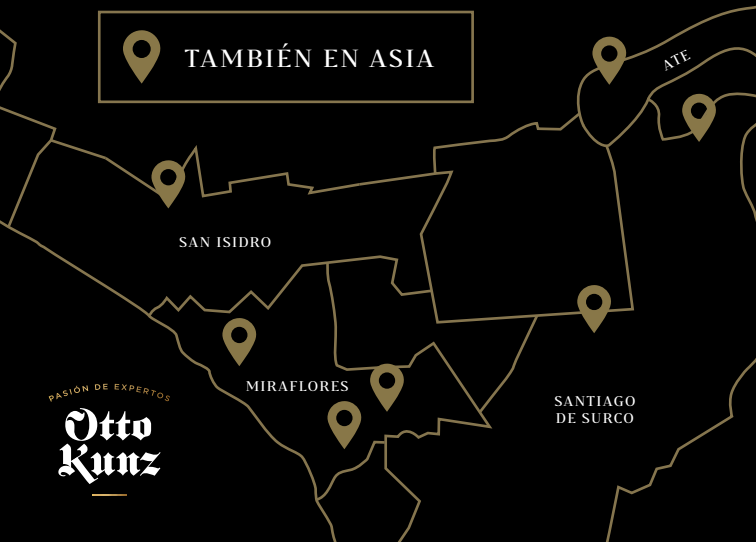 TAMBIÉN EN ASIA
ATE
SAN ISIDRO
MIRAFLORES
SANTIAGO
DE SURCO
PASIÓN DE EXPERTOS
Otto
Kunz